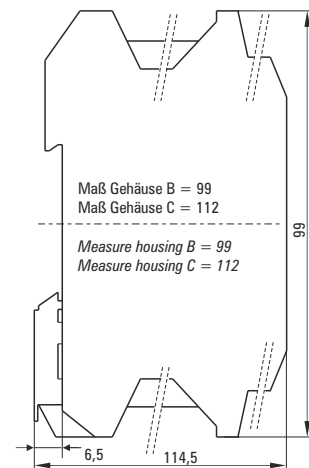 Maß Gehäuse B = 99
Maß Gehäuse C = 112
Measure housing B = 99
Measure housing C = 112
99
6,5
114,5